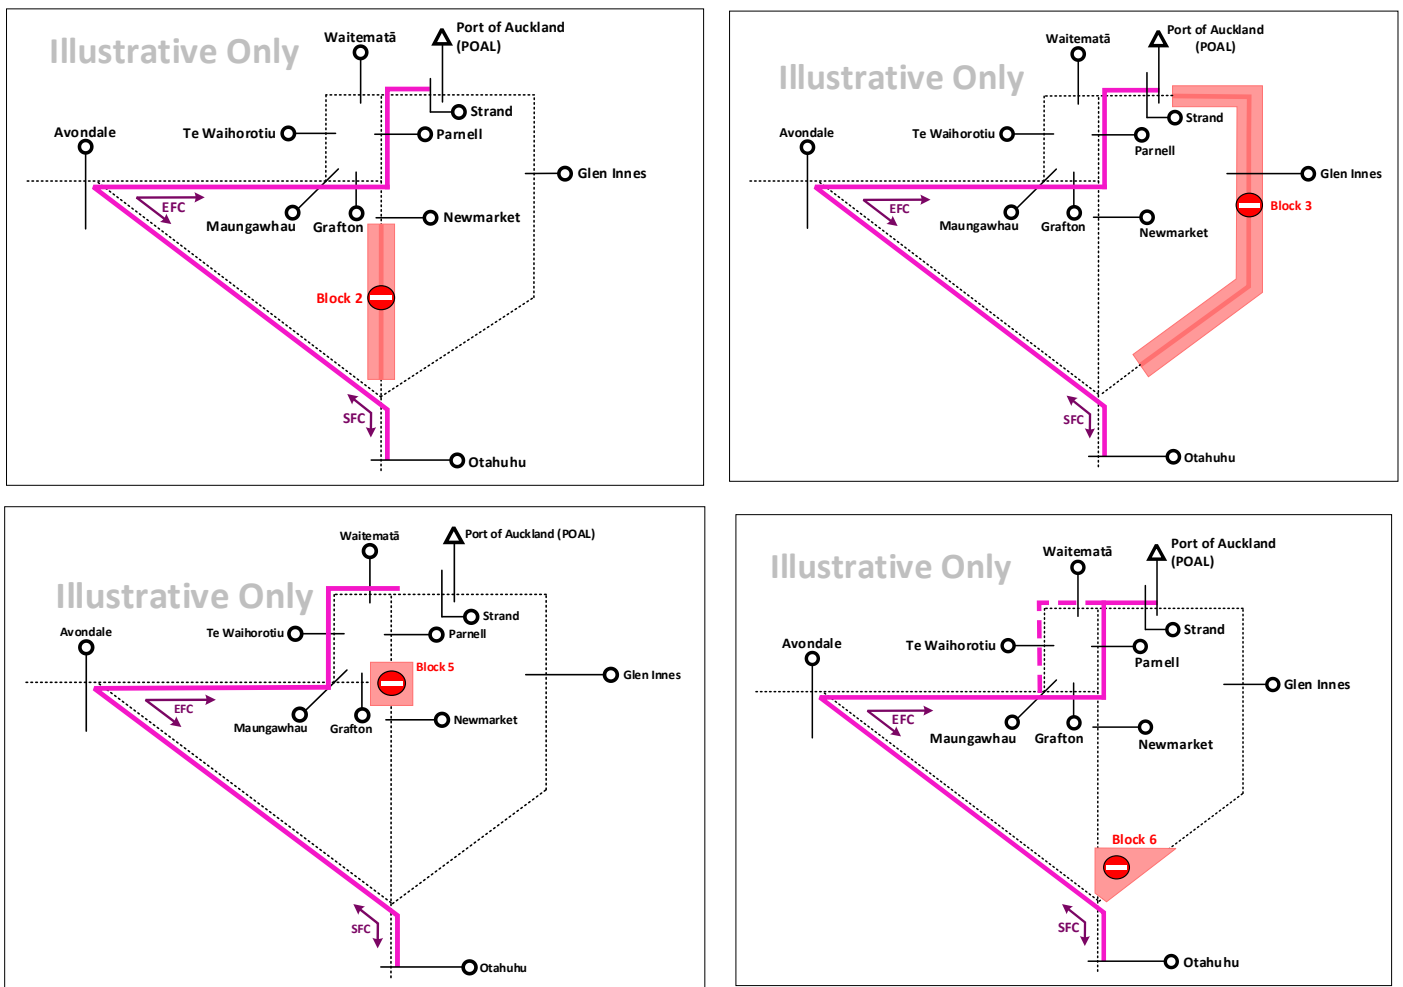 Illustrative Only
Waitematā
Port of Auckland
(POAL)
Strand
Avondale
Te Waihorotiu
Parnell
Glen Innes
EFC
Maungawhau
Grafton
Newmarket
Block 2
SFC
Otahuhu
Illustrative Only
Waitematā
Port of Auckland
(POAL)
Strand
Avondale
Te Waihorotiu
Parnell
Glen Innes
EFC
Maungawhau
Grafton
Newmarket
Block 3
SFC
Otahuhu
Illustrative Only
Waitematā
Port of Auckland (POAL)
Strand
Avondale
Te Waihorotiu
Parnell
Block 5
Glen Innes
EFC
Maungawhau
Grafton
Newmarket
SFC
Otahuhu
Illustrative Only
Waitematā
Port of Auckland
(POAL)
Strand
Avondale
Te Waihorotiu
Parnell
Glen Innes
EFC
Maungawhau
Grafton
Newmarket
Block 6
SFC
Otahuhu